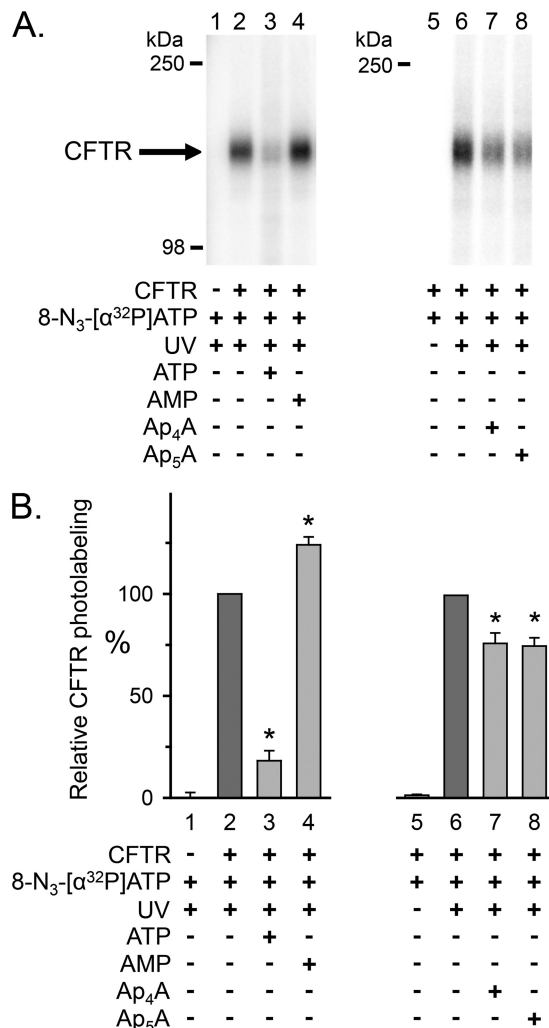 A.
1 2 3 4 5 6 7 8
kDa kDa
250 250
CFTR
98
CFTR - + + + + + + +
8-N₃-[α³²P]ATP + + + + + + + +
UV + + + + - + + +
ATP - - + - - - - -
AMP - - - + - - - -
Ap₄A - - - - - - + -
Ap₅A - - - - - - - +
B.
Relative CFTR photolabeling
%
100
50
0
* * * *
1 2 3 4 5 6 7 8
CFTR - + + + + + + +
8-N₃-[α³²P]ATP + + + + + + + +
UV + + + + - + + +
ATP - - + - - - - -
AMP - - - + - - - -
Ap₄A - - - - - - + -
Ap₅A - - - - - - - +